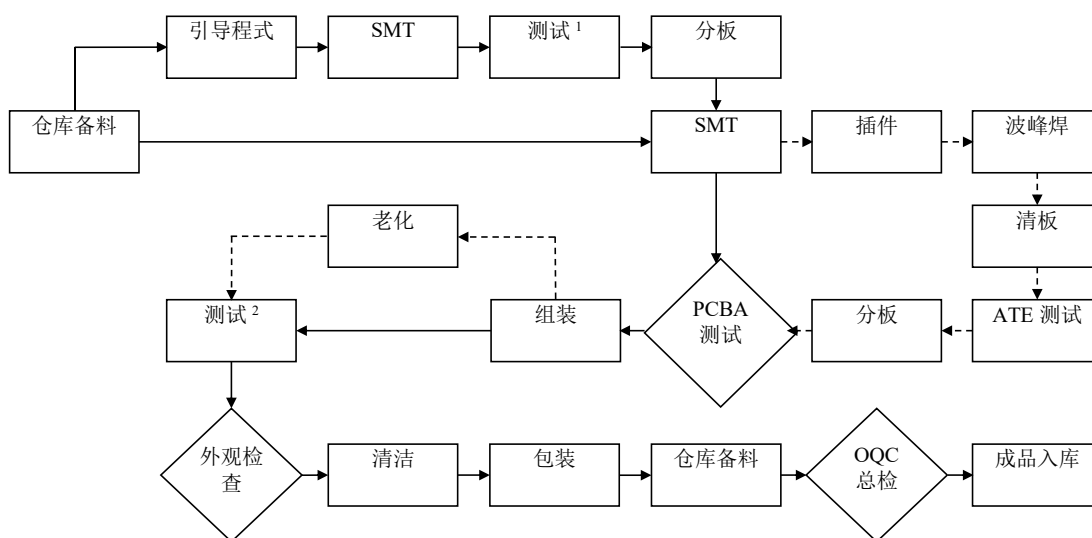 引导程式
SMT
测试 1
分板
仓库备料
SMT
插件
波峰焊
清板
老化
测试 2
组装
PCBA
测试
分板
ATE 测试
外观检
查
清洁
包装
仓库备料
OQC
总检
成品入库